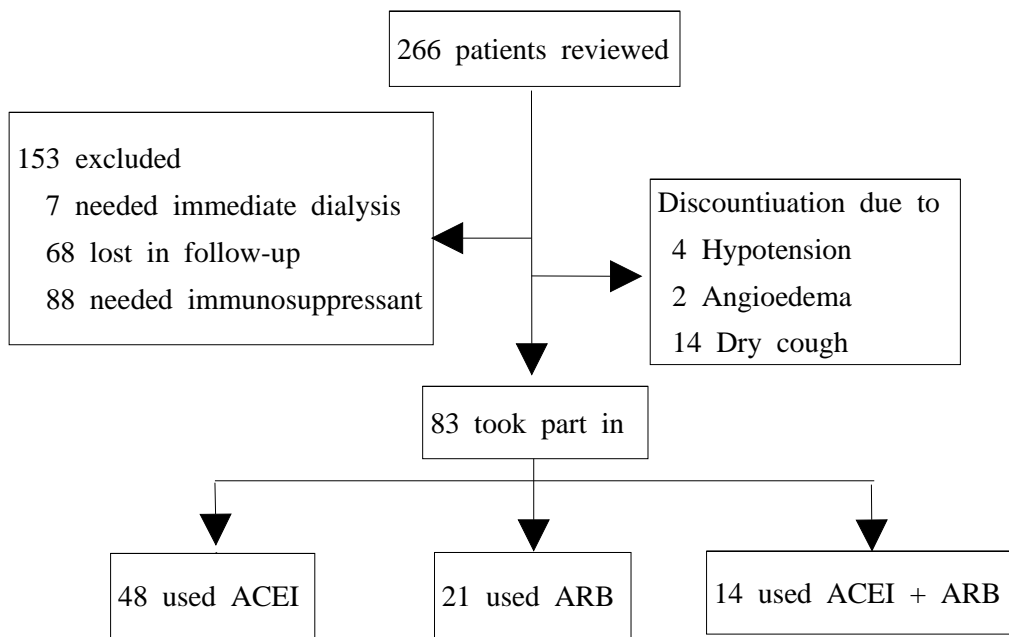 266 patients reviewed
153 excluded
7 needed immediate dialysis
68 lost in follow-up
88 needed immunosuppressant
Discountiuation due to
4 Hypotension
2 Angioedema
14 Dry cough
83 took part in
48 used ACEI
21 used ARB
14 used ACEI + ARB